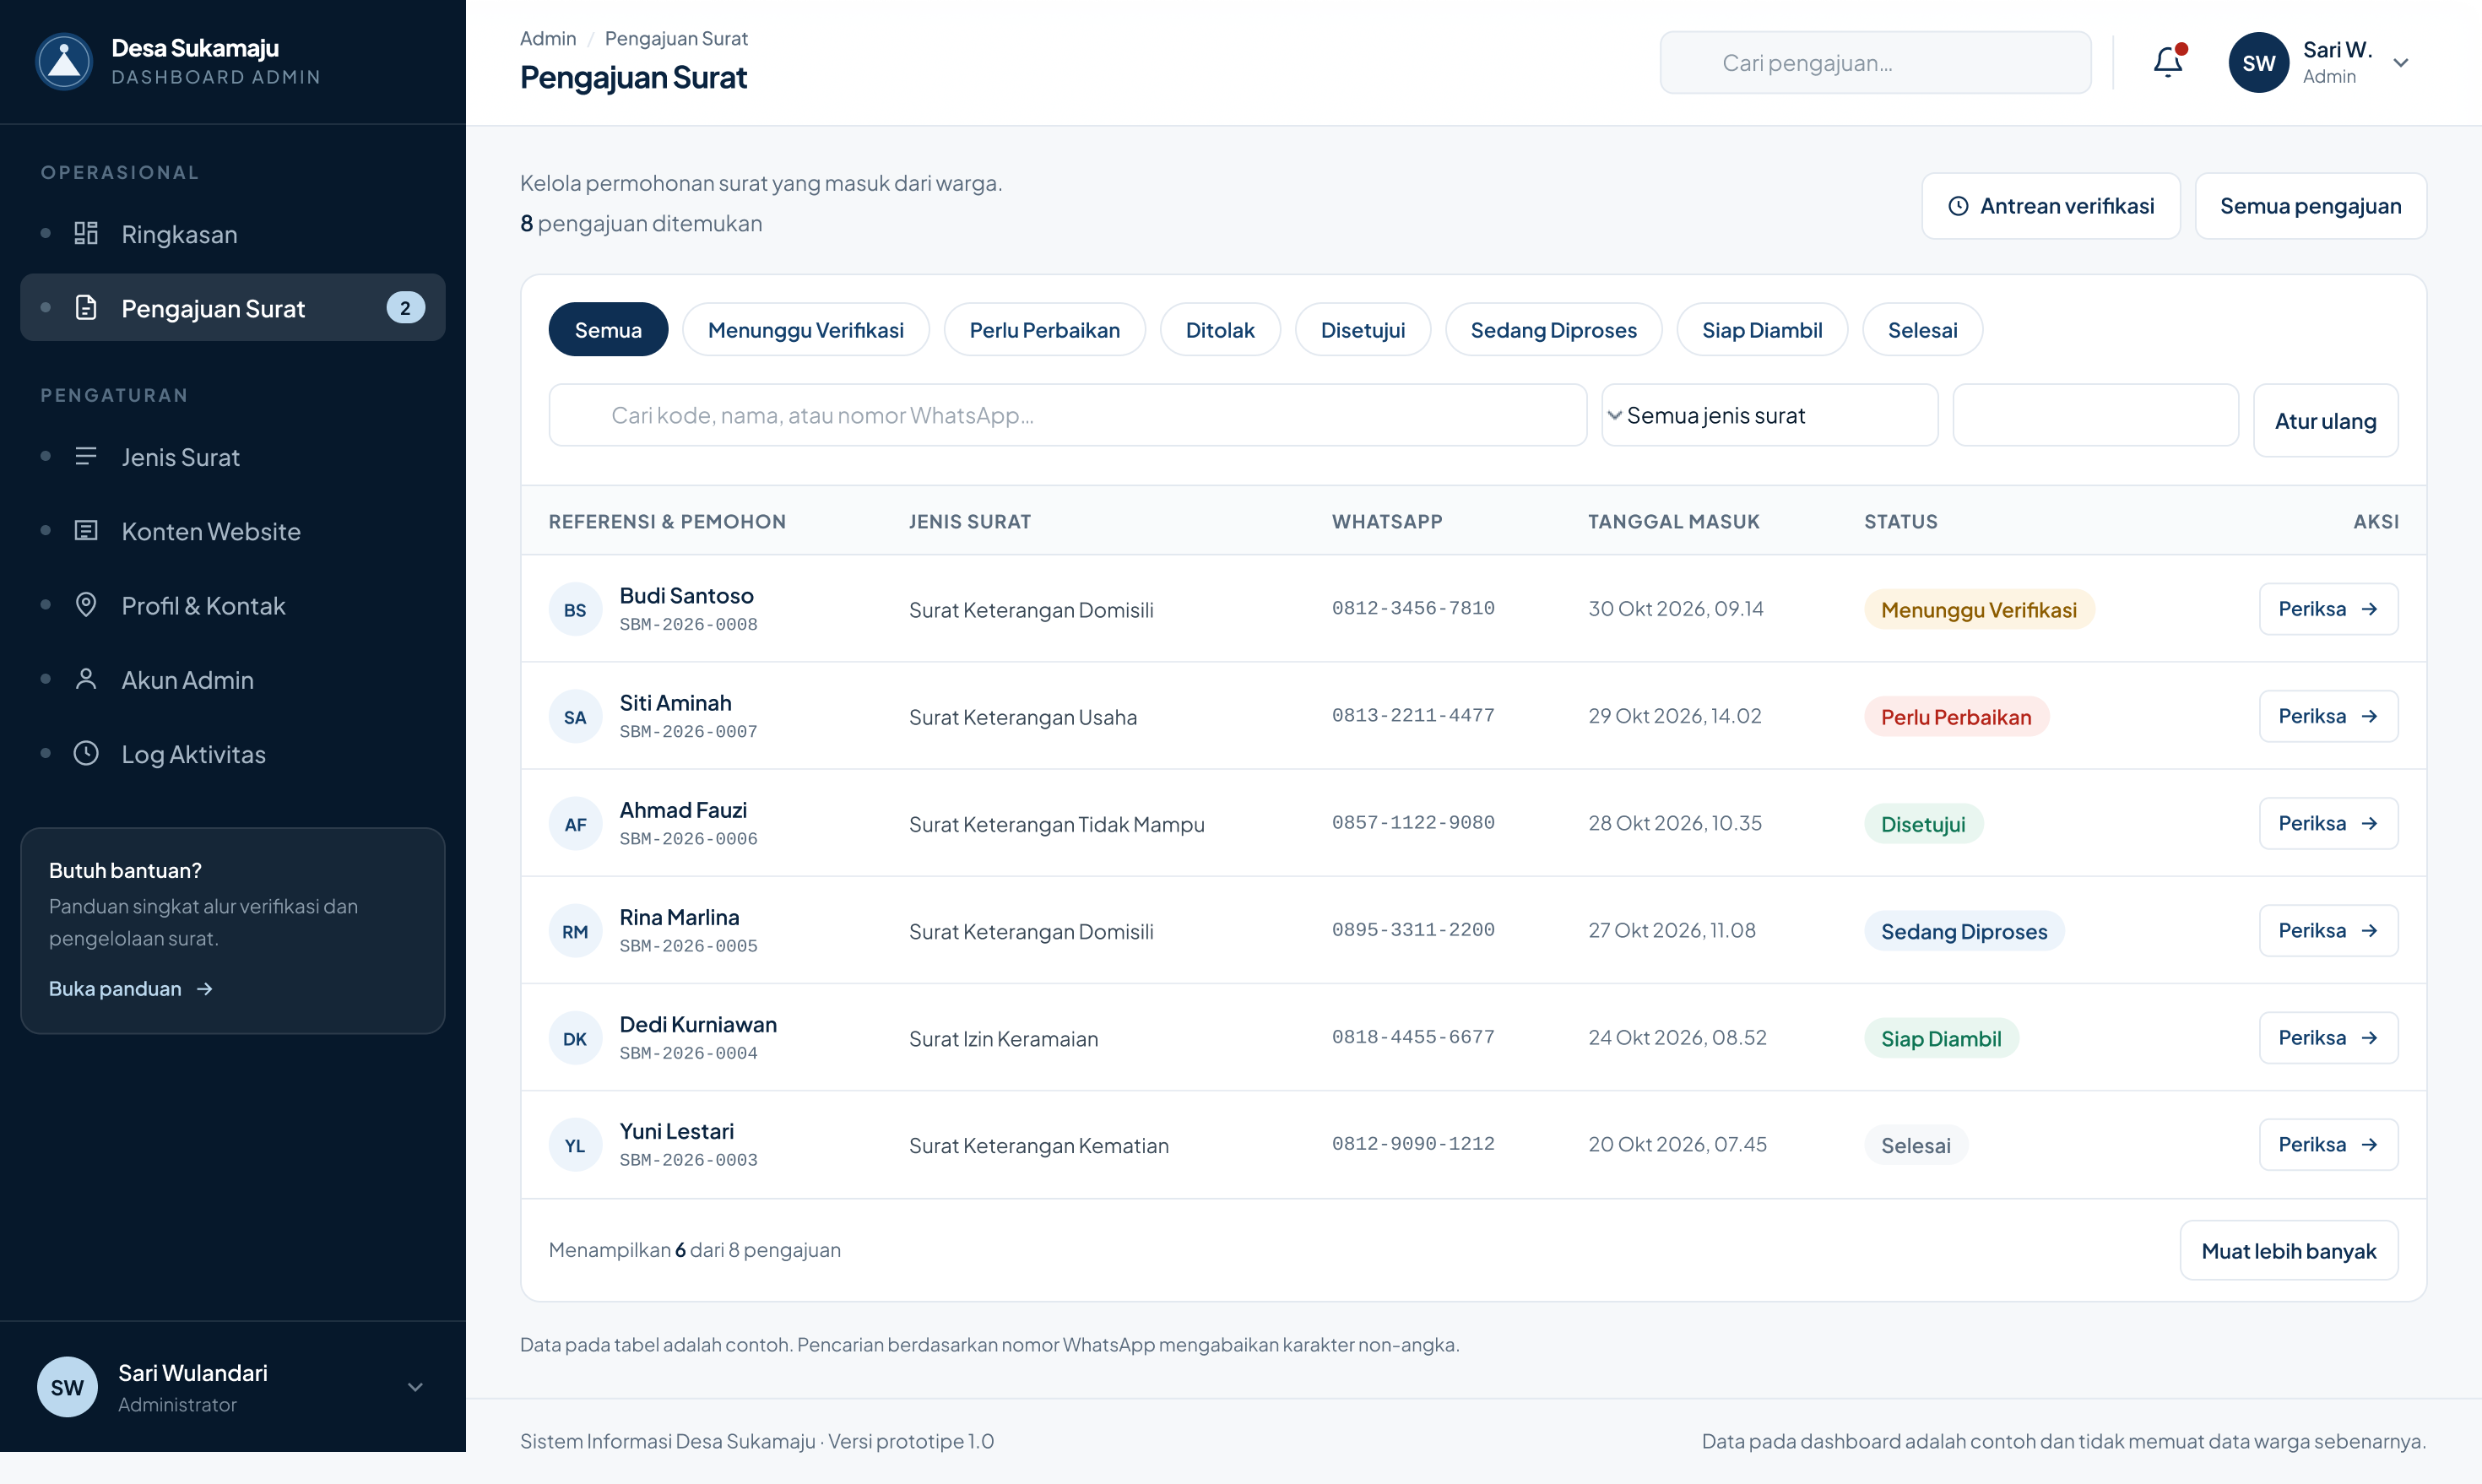 Desa Sukamaju
DASHBOARD ADMIN
OPERASIONAL
Ringkasan
Pengajuan Surat 2
PENGATURAN
Jenis Surat
Konten Website
Profil & Kontak
Akun Admin
Log Aktivitas
Butuh bantuan?
Panduan singkat alur verifikasi dan
pengelolaan surat.
Buka panduan →
SW
Sari Wulandari
Administrator
Admin / Pengajuan Surat
Pengajuan Surat
Cari pengajuan...
SW
Sari W.
Admin
Kelola permohonan surat yang masuk dari warga.
8 pengajuan ditemukan
Antrean verifikasi
Semua pengajuan
Semua Menunggu Verifikasi Perlu Perbaikan Ditolak Disetujui Sedang Diproses Siap Diambil Selesai
Cari kode, nama, atau nomor WhatsApp... Semua jenis surat Atur ulang
REFERENSI & PEMOHON JENIS SURAT WHATSAPP TANGGAL MASUK STATUS AKSI
BS Budi Santoso Surat Keterangan Domisili 0812-3456-7810 30 Okt 2026, 09.14 Menunggu Verifikasi Periksa →
SBM-2026-0008
SA Siti Aminah Surat Keterangan Usaha 0813-2211-4477 29 Okt 2026, 14.02 Perlu Perbaikan Periksa →
SBM-2026-0007
AF Ahmad Fauzi Surat Keterangan Tidak Mampu 0857-1122-9080 28 Okt 2026, 10.35 Disetujui Periksa →
SBM-2026-0006
RM Rina Marlina Surat Keterangan Domisili 0895-3311-2200 27 Okt 2026, 11.08 Sedang Diproses Periksa →
SBM-2026-0005
DK Dedi Kurniawan Surat Izin Keramaian 0818-4455-6677 24 Okt 2026, 08.52 Siap Diambil Periksa →
SBM-2026-0004
YL Yuni Lestari Surat Keterangan Kematian 0812-9090-1212 20 Okt 2026, 07.45 Selesai Periksa →
SBM-2026-0003
Menampilkan 6 dari 8 pengajuan
Muat lebih banyak
Data pada tabel adalah contoh. Pencarian berdasarkan nomor WhatsApp mengabaikan karakter non-angka.
Sistem Informasi Desa Sukamaju · Versi prototipe 1.0
Data pada dashboard adalah contoh dan tidak memuat data warga sebenarnya.